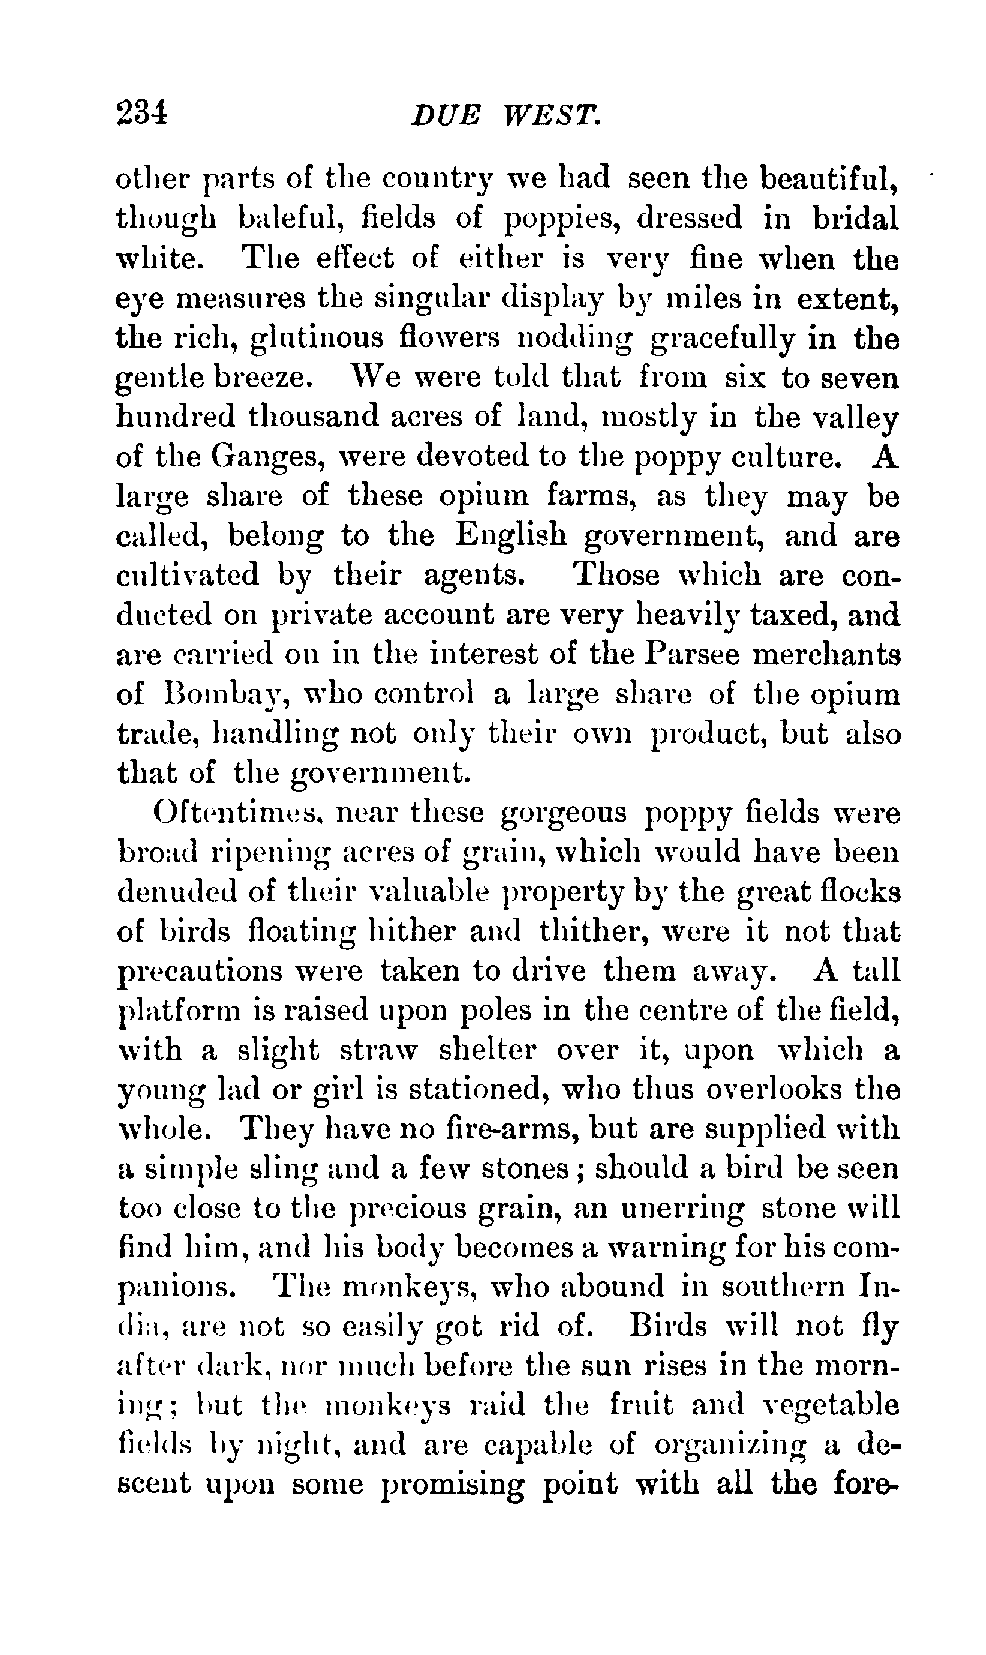 234 DUE WEST.
other parts of the country we had seen the beautiful,
though baleful, fields of poppies, dressed in bridal
white. The effect of either is very fine when the
eye measures the singular display by miles in extent,
the rich, glutinous flowers nodding gracefully in the
gentle breeze. We were told that from six to seven
hundred thousand acres of land, mostly in the valley
of the Ganges, were devoted to the poppy culture. A
large share of these opium farms, as they may be
called, belong to the English government, and are
cultivated by their agents. Those which are con-
ducted on private account are very heavily taxed, and
are carried on in the interest of the Parsee merchants
of Bombay, who control a large share of the opium
trade, handling not only their own product, but also
that of the government.
Oftentimes, near these gorgeous poppy fields were
broad ripening acres of grain, which would have been
denuded of their valuable property by the great flocks
of birds floating hither and thither, were it not that
precautions were taken to drive them away. A tall
platform is raised upon poles in the centre of the field,
with a slight straw shelter over it, upon which a
young lad or girl is stationed, who thus overlooks the
whole. They have no fire-arms, but are supplied with
a simple sling and a few stones; should a bird be seen
too close to the precious grain, an unerring stone will
find him, and his body becomes a warning for his com-
panions. The monkeys, who abound in southern In-
dia, are not so easily got rid of. Birds will not fly
after dark, nor much before the sun rises in the morn-
ing; but the monkeys raid the fruit and vegetable
fields by night, and are capable of organizing a de-
scent upon some promising point with all the fore-